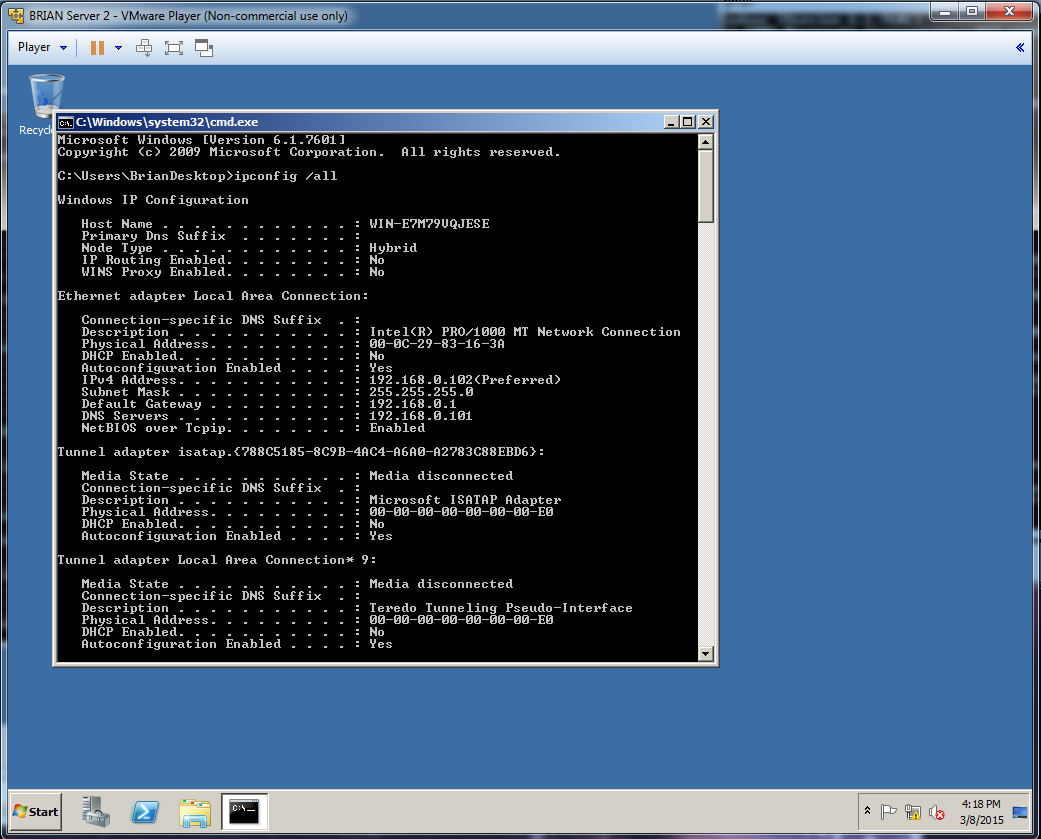 BRIAN Server 2 - VMware Player (Non-commercial use only)
Player
Recycle
C:\Windows\system32\cmd.exe
Microsoft Windows [Version 6.1.7601]
Copyright (c) 2009 Microsoft Corporation.  All rights reserved.
C:\Users\BrianDesktop>ipconfig /all
Windows IP Configuration
Host Name . . . . . . . . . . . . : WIN-E7M79VQJESE
Primary Dns Suffix  . . . . . . . :
Node Type . . . . . . . . . . . . : Hybrid
IP Routing Enabled. . . . . . . . : No
WINS Proxy Enabled. . . . . . . . : No
Ethernet adapter Local Area Connection:
Connection-specific DNS Suffix  . :
Description . . . . . . . . . . . : Intel(R) PRO/1000 MT Network Connection
Physical Address. . . . . . . . . : 00-0C-29-83-16-3A
DHCP Enabled. . . . . . . . . . . : No
Autoconfiguration Enabled . . . . : Yes
IPv4 Address. . . . . . . . . . . : 192.168.0.102(Preferred)
Subnet Mask . . . . . . . . . . . : 255.255.255.0
Default Gateway . . . . . . . . . : 192.168.0.1
DNS Servers . . . . . . . . . . . : 192.168.0.101
NetBIOS over Tcpip. . . . . . . . : Enabled
Tunnel adapter isatap.{788C5185-8C9B-4AC4-A6A0-A2783C88EBD6}:
Media State . . . . . . . . . . . : Media disconnected
Connection-specific DNS Suffix  . :
Description . . . . . . . . . . . : Microsoft ISATAP Adapter
Physical Address. . . . . . . . . : 00-00-00-00-00-00-00-E0
DHCP Enabled. . . . . . . . . . . : No
Autoconfiguration Enabled . . . . : Yes
Tunnel adapter Local Area Connection* 9:
Media State . . . . . . . . . . . : Media disconnected
Connection-specific DNS Suffix  . :
Description . . . . . . . . . . . : Teredo Tunneling Pseudo-Interface
Physical Address. . . . . . . . . : 00-00-00-00-00-00-00-E0
DHCP Enabled. . . . . . . . . . . : No
Autoconfiguration Enabled . . . . : Yes
Start
4:18 PM
3/8/2015